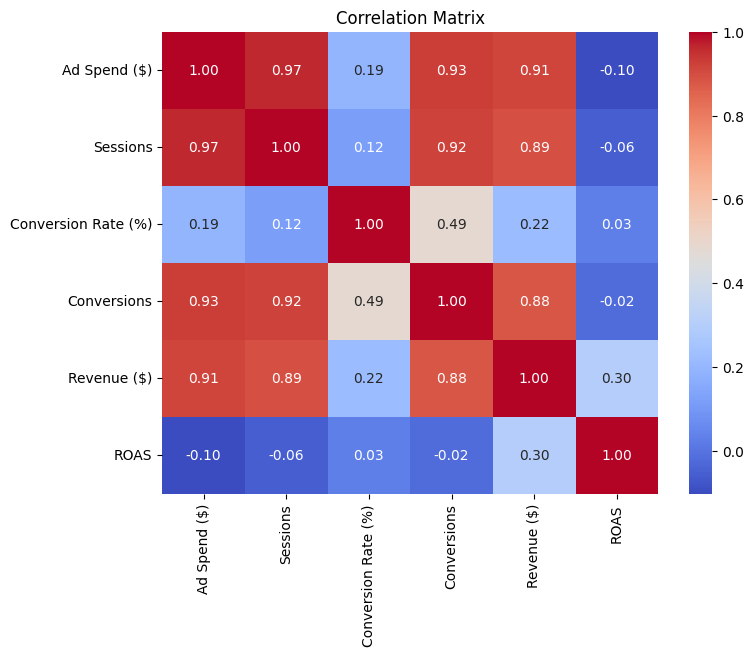 Correlation Matrix
Ad Spend ($) 1.00 0.97 0.19 0.93 0.91 -0.10
Sessions 0.97 1.00 0.12 0.92 0.89 -0.06
Conversion Rate (%) 0.19 0.12 1.00 0.49 0.22 0.03
Conversions 0.93 0.92 0.49 1.00 0.88 -0.02
Revenue ($) 0.91 0.89 0.22 0.88 1.00 0.30
ROAS -0.10 -0.06 0.03 -0.02 0.30 1.00
Ad Spend ($)
Sessions
Conversion Rate (%)
Conversions
Revenue ($)
ROAS
1.0
0.8
0.6
0.4
0.2
0.0